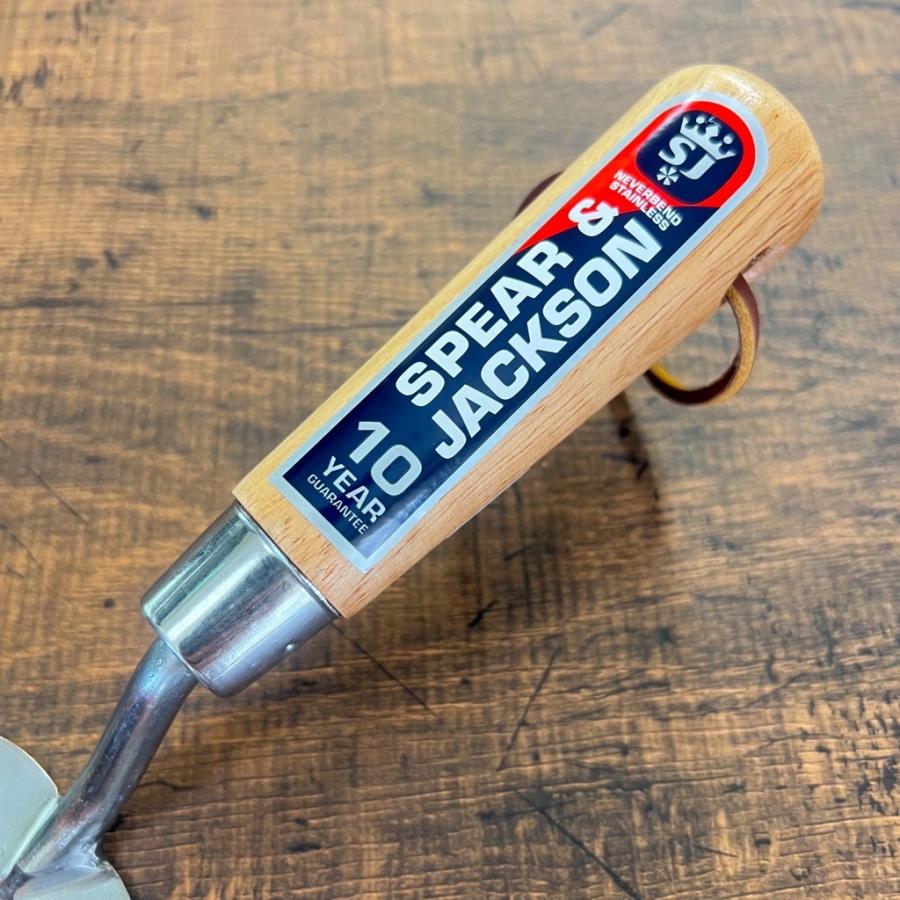 SJ
NEVERBEND
STAINLESS
SPEAR &
JACKSON
10
YEAR
GUARANTEE